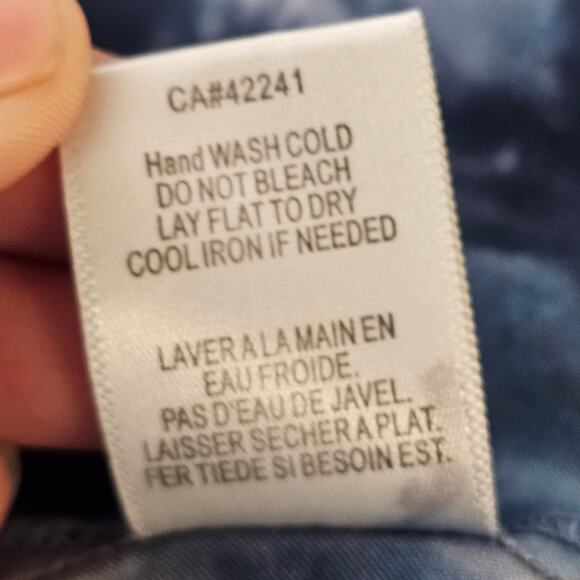 CA#42241
Hand WASH COLD
DO NOT BLEACH
LAY FLAT TO DRY
COOL IRON IF NEEDED
LAVER A LA MAIN EN
EAU FROIDE.
PAS D'EAU DE JAVEL.
LAISSER SECHER A PLAT.
FER TIEDE SI BESOIN EST.